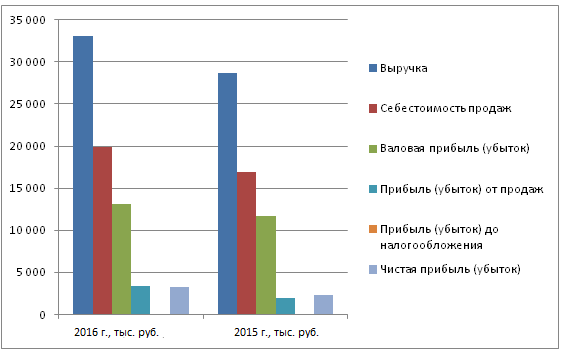 35 000
30 000
25 000
20 000
15 000
10 000
5 000
0
2016 г., тыс. руб.
2015 г., тыс. руб.
Выручка
Себестоимость продаж
Валовая прибыль (убыток)
Прибыль (убыток) от продаж
Прибыль (убыток) до
налогообложения
Чистая прибыль (убыток)